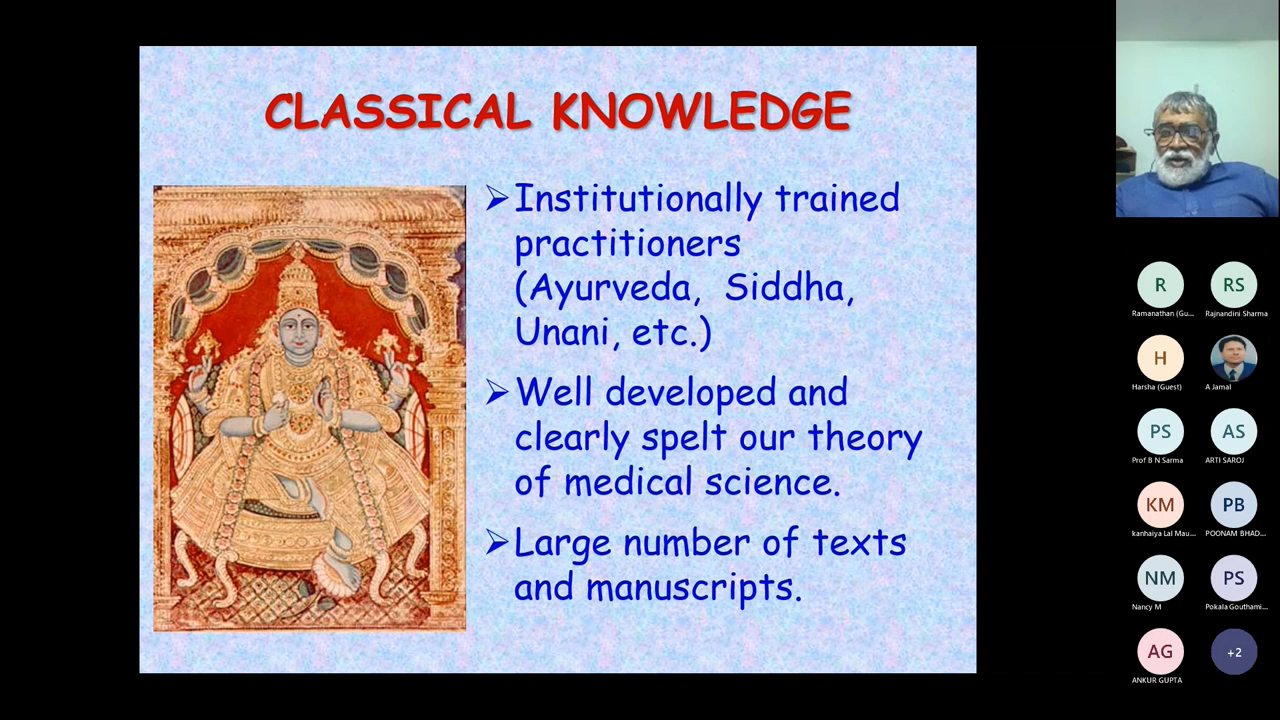 CLASSICAL KNOWLEDGE
Institutionally trained
practitioners
(Ayurveda, Siddha,
Unani, etc.)
Well developed and
clearly spelt our theory
of medical science.
Large number of texts
and manuscripts.
R
RS
Ramanathan (Gu...
Rajnandini Sharma
H
Harsha (Guest)
A Jamal
PS
AS
Prof B N Sarma
ARTI SAROJ
KM
PB
kanhaiya Lal Mau...
POONAM BHAD...
NM
PS
Nancy M
Pokala Gouthami...
AG
+2
ANKUR GUPTA